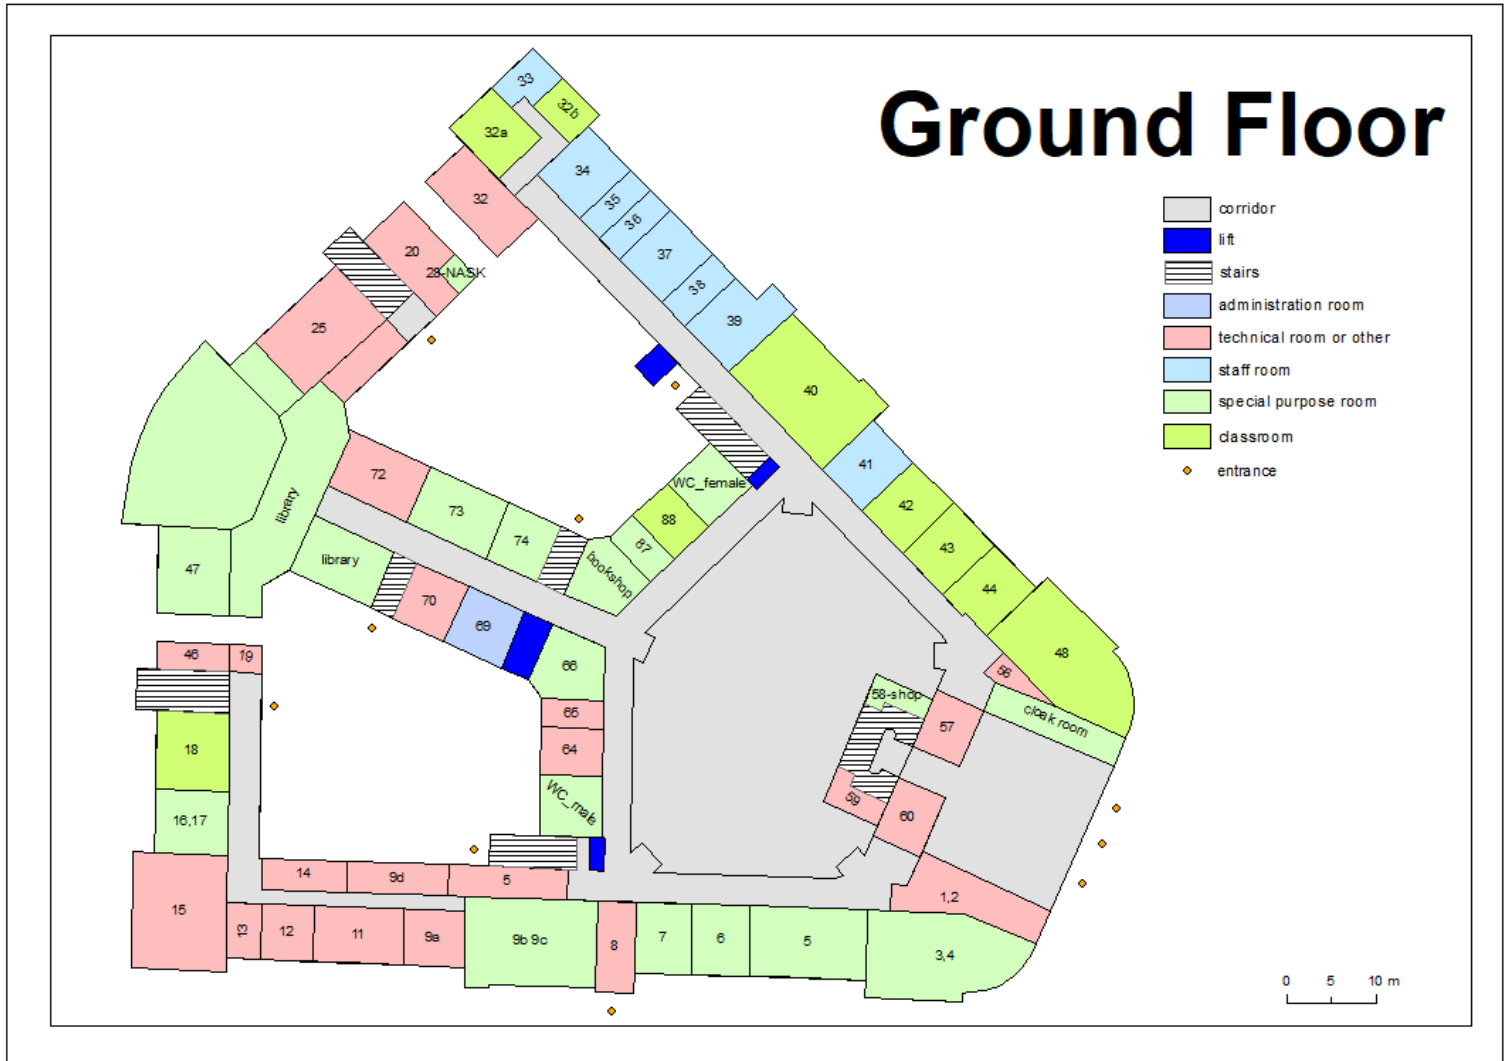 Ground Floor
corridor
lift
stairs
administration room
technical room or other
staff room
special purpose room
classroom
entrance
33
32b
32a
34
32
35
36
20
37
28-NASK
38
39
25
40
41
72
WC_female
library
73
88
42
74
87
43
library
bookshop
47
44
70
69
66
48
46
19
56
58-shop
65
cloak room
57
18
64
WC_male
59
16,17
60
14
9d
5
1,2
15
13
12
11
9a
9b 9c
8
7
6
5
3,4
0 5 10 m